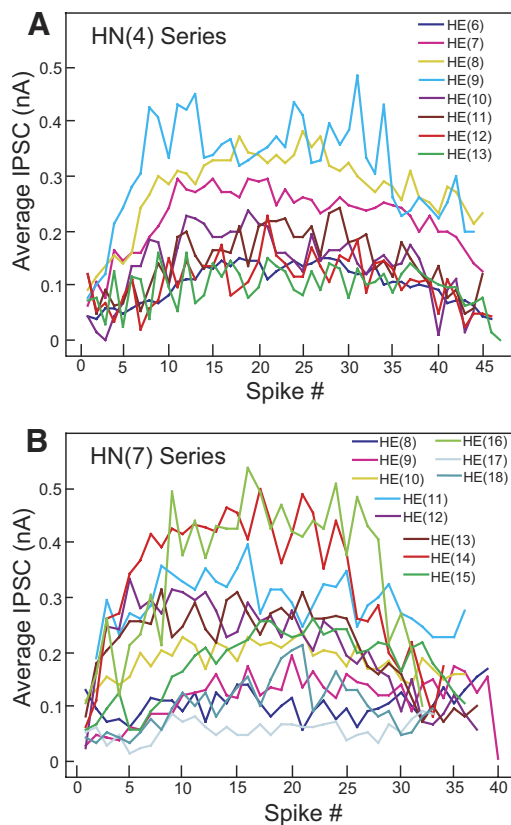 A
HN(4) Series
HE(6)
HE(7)
HE(8)
HE(9)
HE(10)
HE(11)
HE(12)
HE(13)
Average IPSC (nA)
0.5
0.4
0.3
0.2
0.1
0
0 5 10 15 20 25 30 35 40 45
Spike #
B
HN(7) Series
HE(8) HE(16)
HE(9) HE(17)
HE(10) HE(18)
HE(11)
HE(12)
HE(13)
HE(14)
HE(15)
Average IPSC (nA)
0.5
0.4
0.3
0.2
0.1
0
0 5 10 15 20 25 30 35 40
Spike #